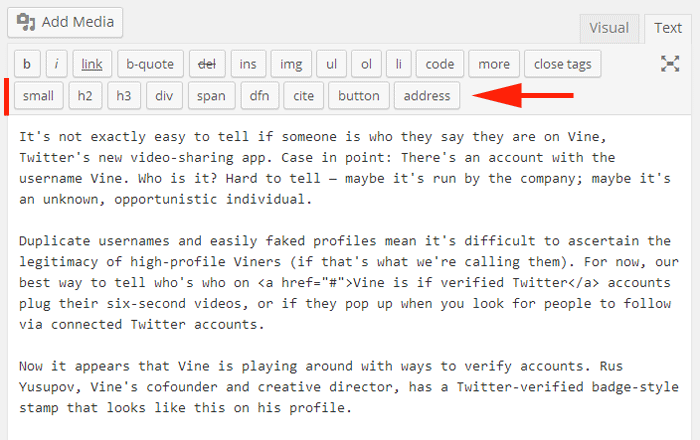 Add Media
Visual Text
b i link b-quote del ins img ul ol li code more close tags
small h2 h3 div span dfn cite button address
It's not exactly easy to tell if someone is who they say they are on Vine,
Twitter's new video-sharing app. Case in point: There's an account with the
username Vine. Who is it? Hard to tell — maybe it's run by the company; maybe it's
an unknown, opportunistic individual.
Duplicate usernames and easily faked profiles mean it's difficult to ascertain the
legitimacy of high-profile Viners (if that's what we're calling them). For now, our
best way to tell who's who on <a href="#">Vine is if verified Twitter</a> accounts
plug their six-second videos, or if they pop up when you look for people to follow
via connected Twitter accounts.
Now it appears that Vine is playing around with ways to verify accounts. Rus
Yusupov, Vine's cofounder and creative director, has a Twitter-verified badge-style
stamp that looks like this on his profile.